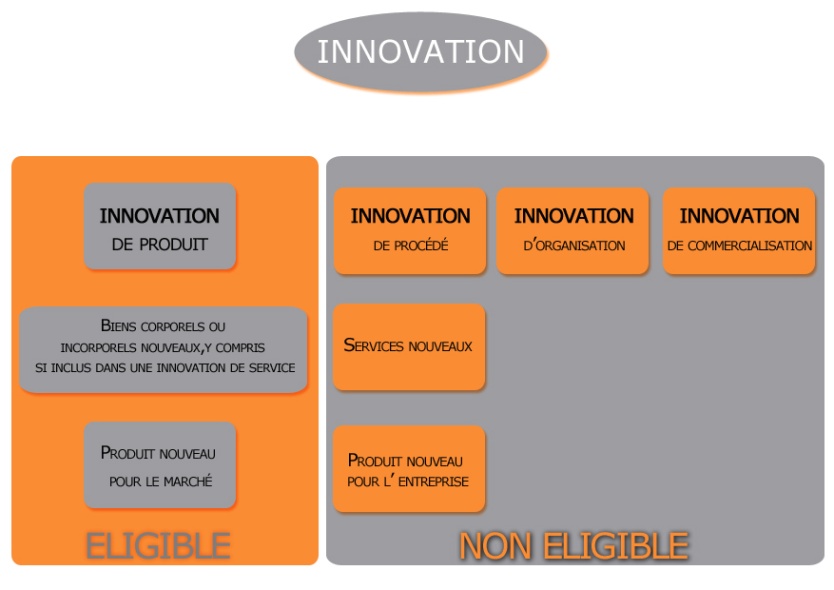 INNOVATION
INNOVATION
DE PRODUIT
BIENS CORPORELS OU
INCORPORELS NOUVEAUX,Y COMPRIS
SI INCLUS DANS UNE INNOVATION DE SERVICE
PRODUIT NOUVEAU
POUR LE MARCHÉ
ELIGIBLE
INNOVATION
DE PROCÉDÉ
INNOVATION
D'ORGANISATION
INNOVATION
DE COMMERCIALISATION
SERVICES NOUVEAUX
PRODUIT NOUVEAU
POUR L' ENTREPRISE
NON ELIGIBLE